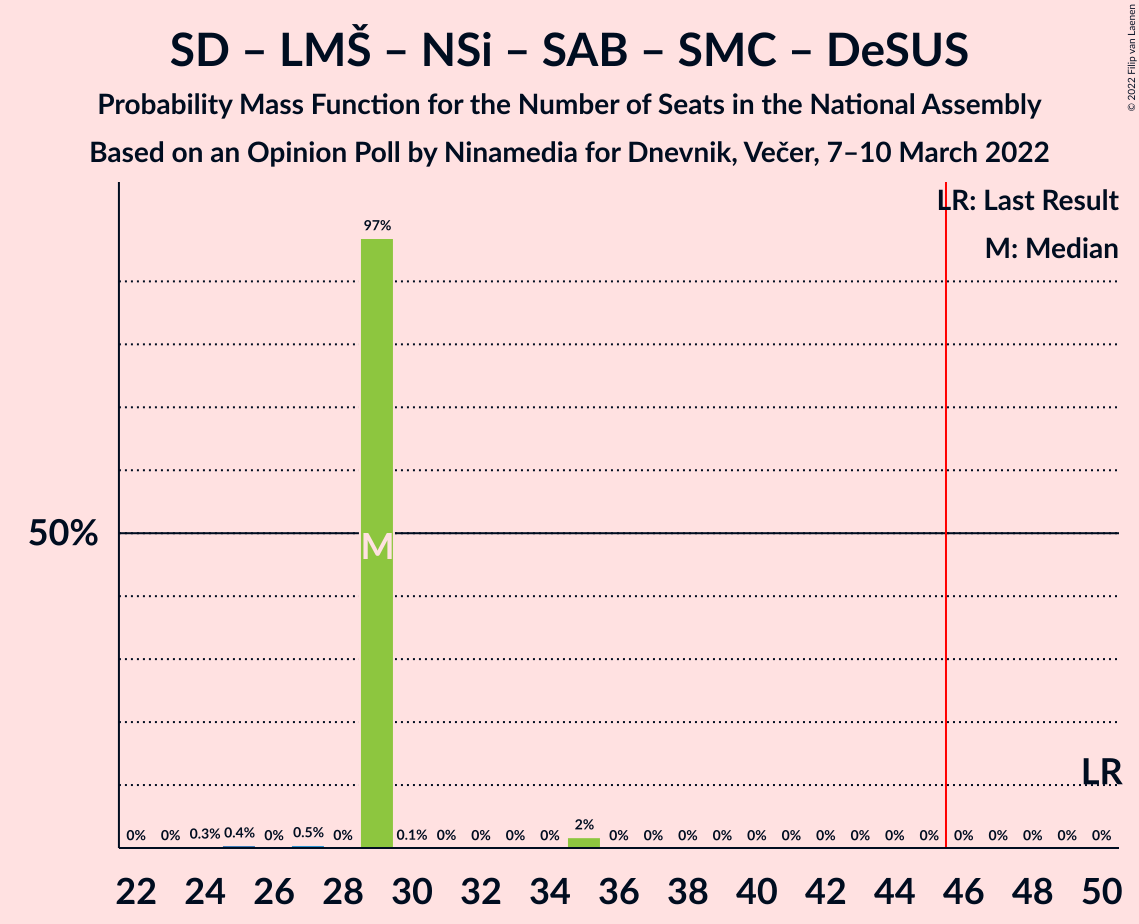 SD – LMŠ – NSi – SAB – SMC – DeSUS
Probability Mass Function for the Number of Seats in the National Assembly
Based on an Opinion Poll by Ninamedia for Dnevnik, Večer, 7–10 March 2022
© 2022 Filip van Laenen
LR: Last Result
M: Median
97%
50%
M
LR
0% 0% 0.3% 0.4% 0% 0.5% 0% 0.1% 0% 0% 0% 0% 2% 0% 0% 0% 0% 0% 0% 0% 0% 0% 0% 0% 0% 0% 0% 0%
22 24 26 28 30 32 34 36 38 40 42 44 46 48 50